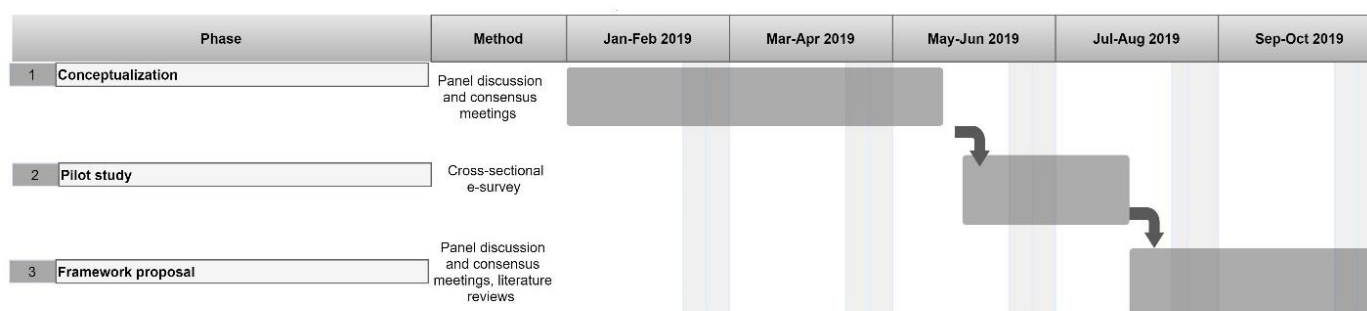 Phase
Method
Jan-Feb 2019
Mar-Apr 2019
May-Jun 2019
Jul-Aug 2019
Sep-Oct 2019
1
Conceptualization
Panel discussion
and consensus
meetings
2
Pilot study
Cross-sectional
e-survey
3
Framework proposal
Panel discussion
and consensus
meetings, literature
reviews